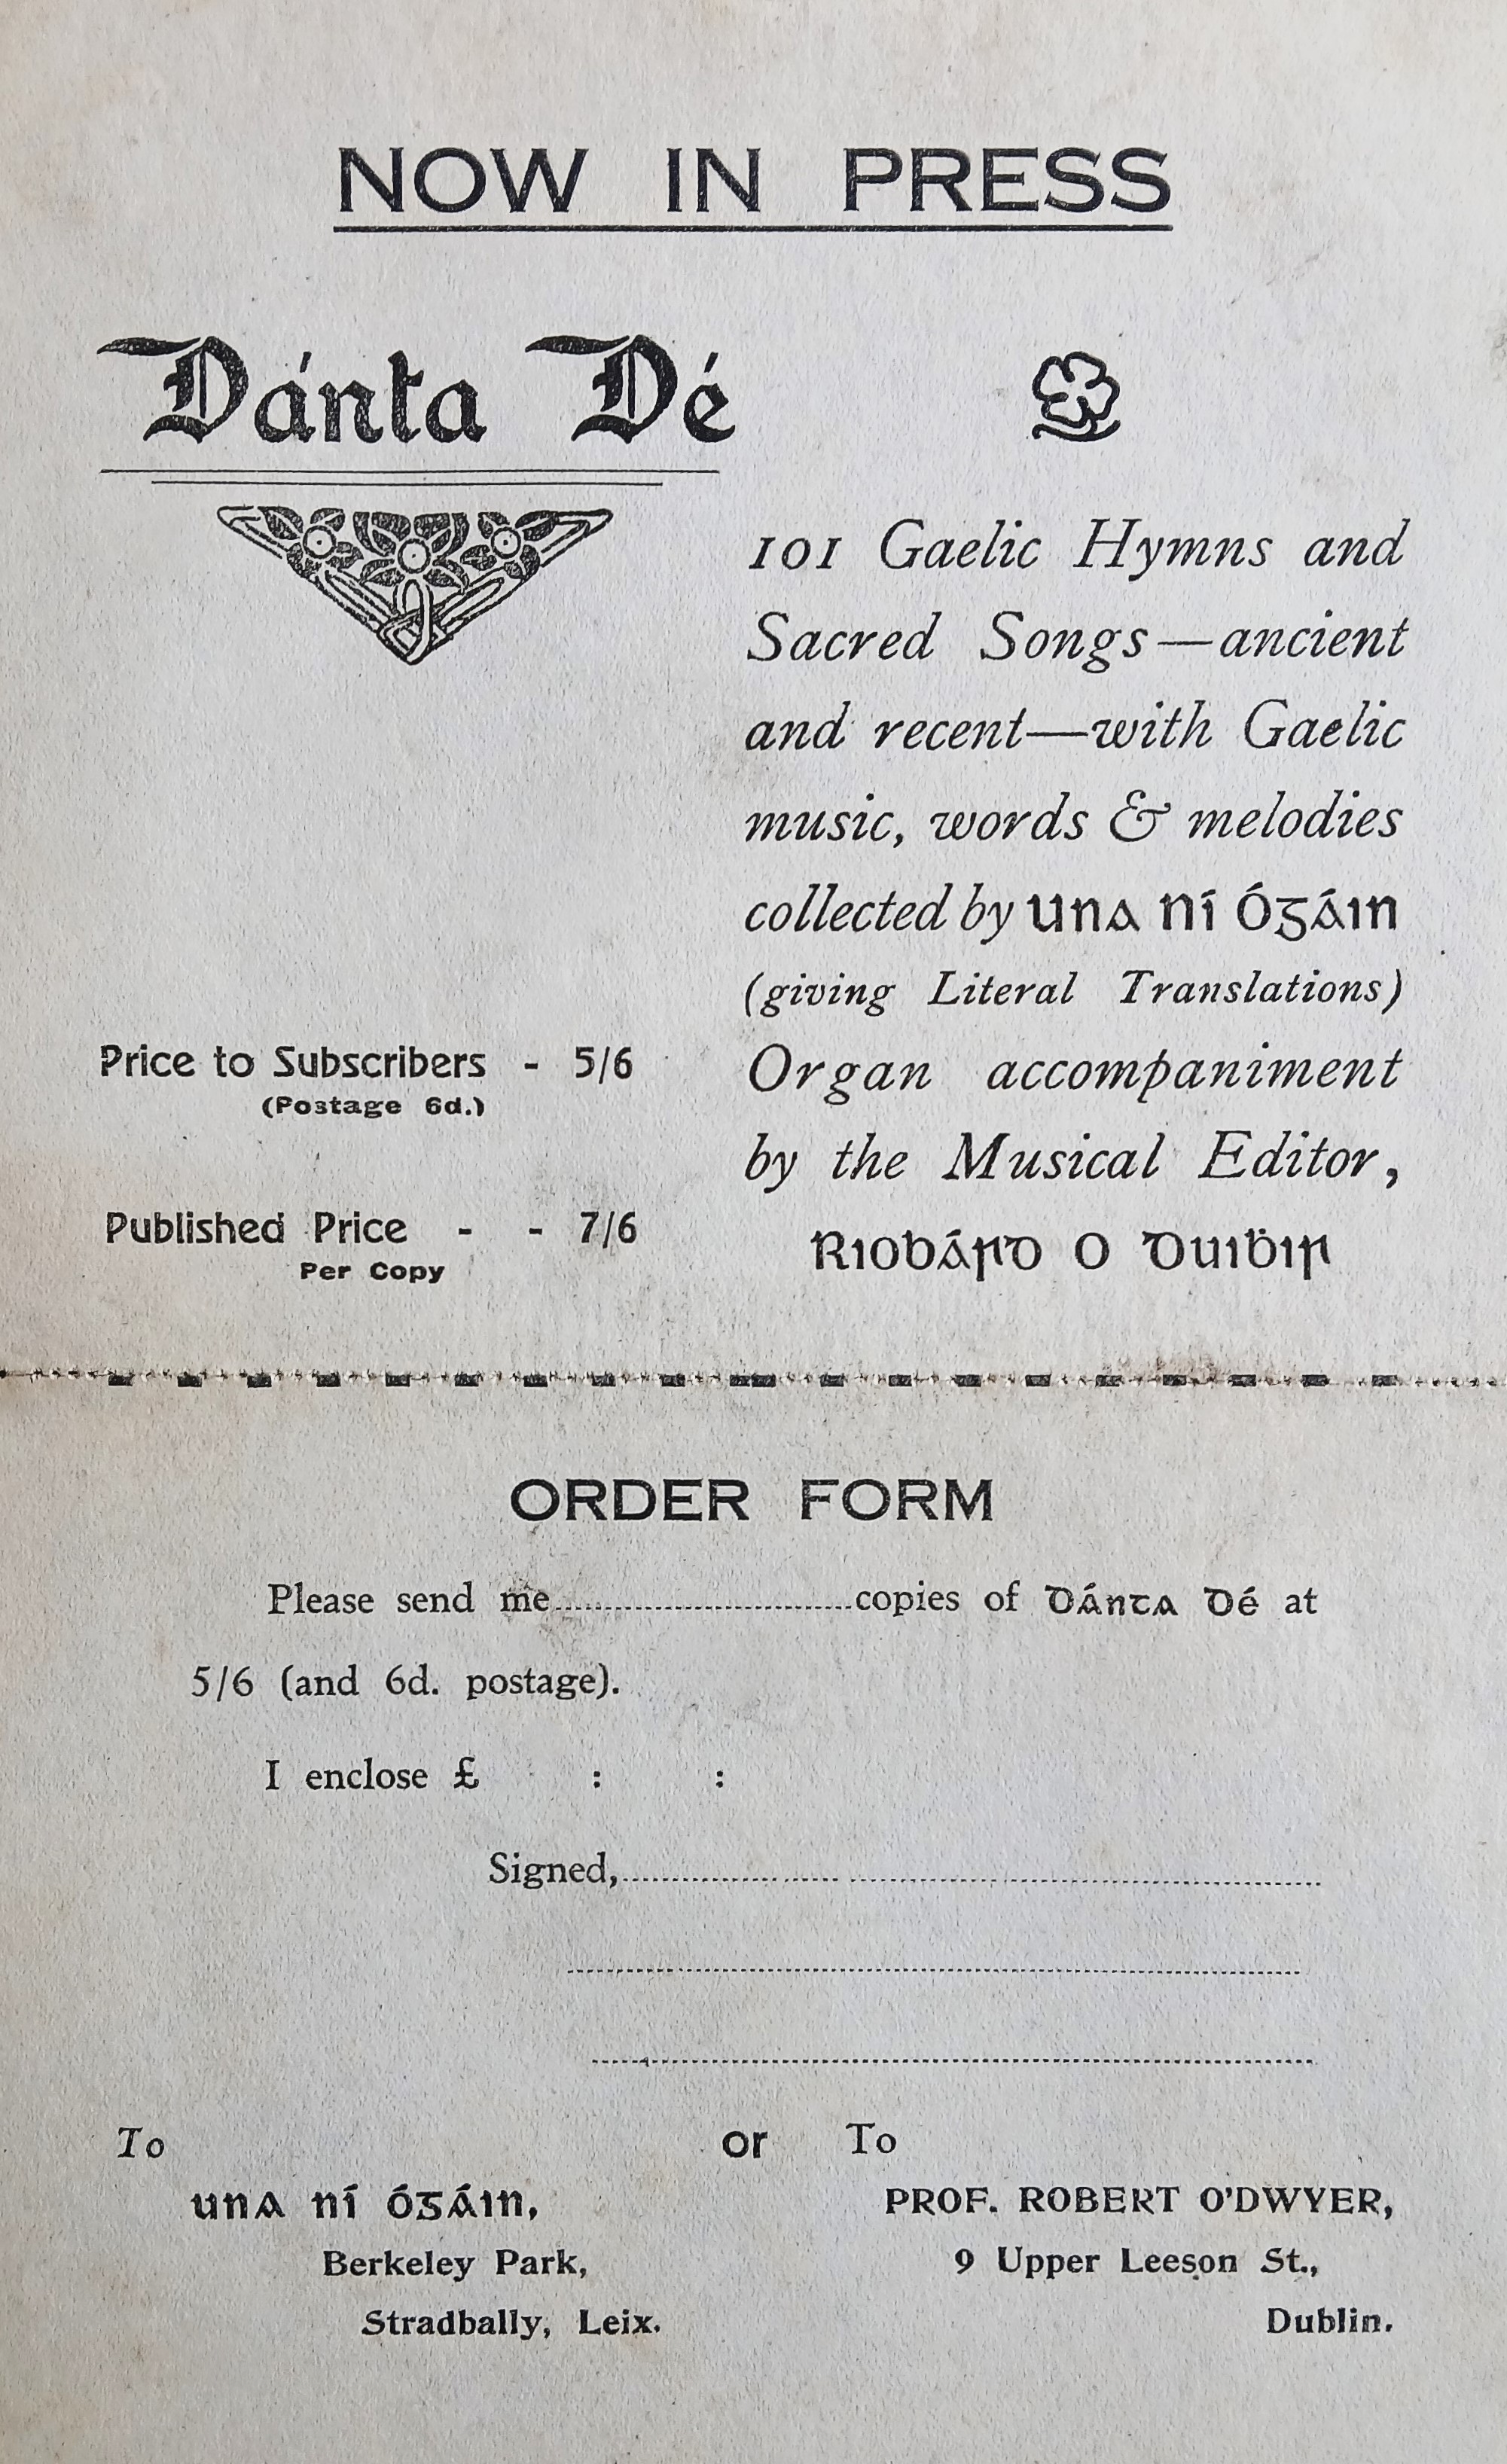 NOW IN PRESS
Dánta Dé
101 Gaelic Hymns and
Sacred Songs—ancient
and recent—with Gaelic
music, words & melodies
collected by Una Ní Ógáin
(giving Literal Translations)
Organ accompaniment
by the Musical Editor,
Riobárd O Duiḃir
Price to Subscribers - 5/6
(Postage 6d.)
Published Price - - 7/6
Per Copy
ORDER FORM
Please send me..............................copies of Dánta Dé at
5/6 (and 6d. postage).
I enclose £ : :
Signed,..............................
To
Una Ní Ógáin,
Berkeley Park,
Stradbally, Leix.
or
To
PROF. ROBERT O'DWYER,
9 Upper Leeson St.,
Dublin.